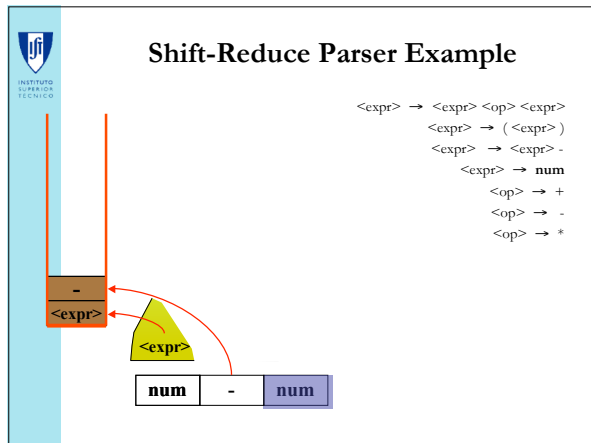 INSTITUTO
SUPERIOR
TÉCNICO
Shift-Reduce Parser Example
<expr> → <expr> <op> <expr>
<expr> → ( <expr> )
<expr> → <expr> -
<expr> → num
<op> → +
<op> → -
<op> → *
-
<expr>
<expr>
num - num